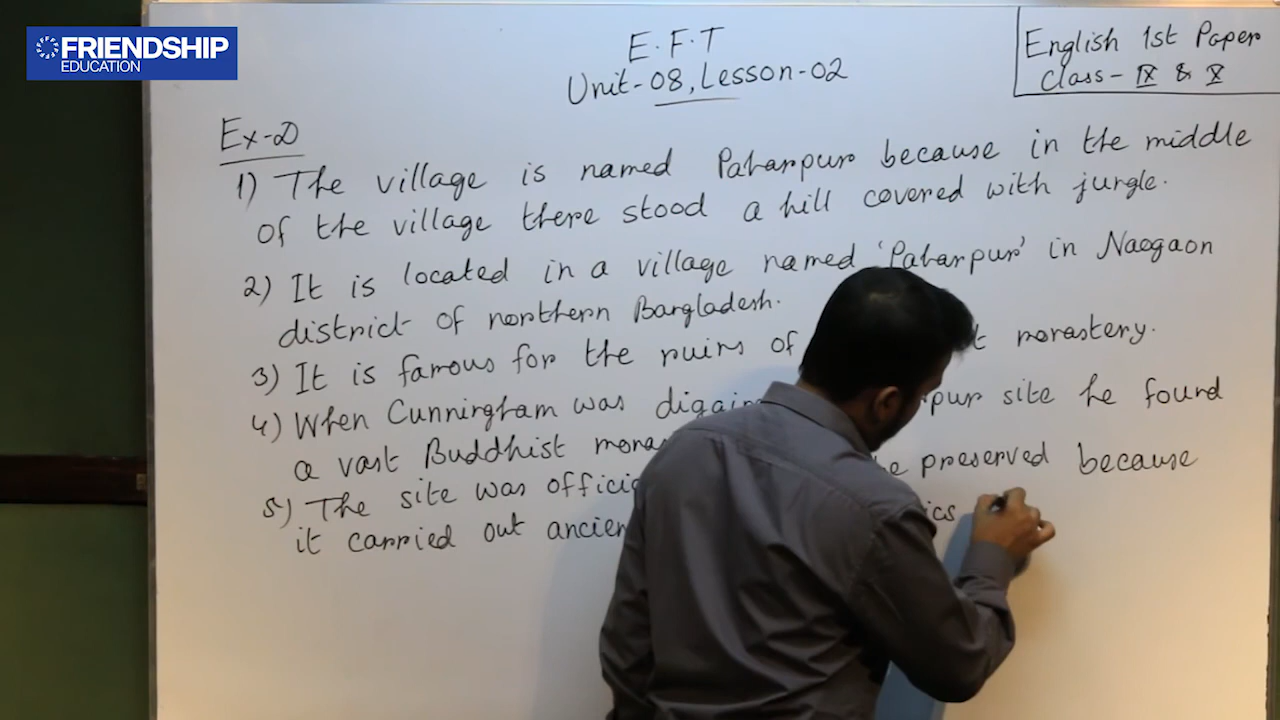 FRIENDSHIP
EDUCATION
E.F.T
Unit-08, Lesson-02
English 1st Paper
Class- IX & X
Ex-D
1) The village is named Paharpur because in the middle
of the village there stood a hill covered with jungle.
2) It is located in a village named 'Paharpur' in Naogaon
district of northern Bangladesh.
3) It is famous for the ruins of monastery.
4) When Cunningham was site he found
a vast Buddhist
5) The site was preserved because
it carried out